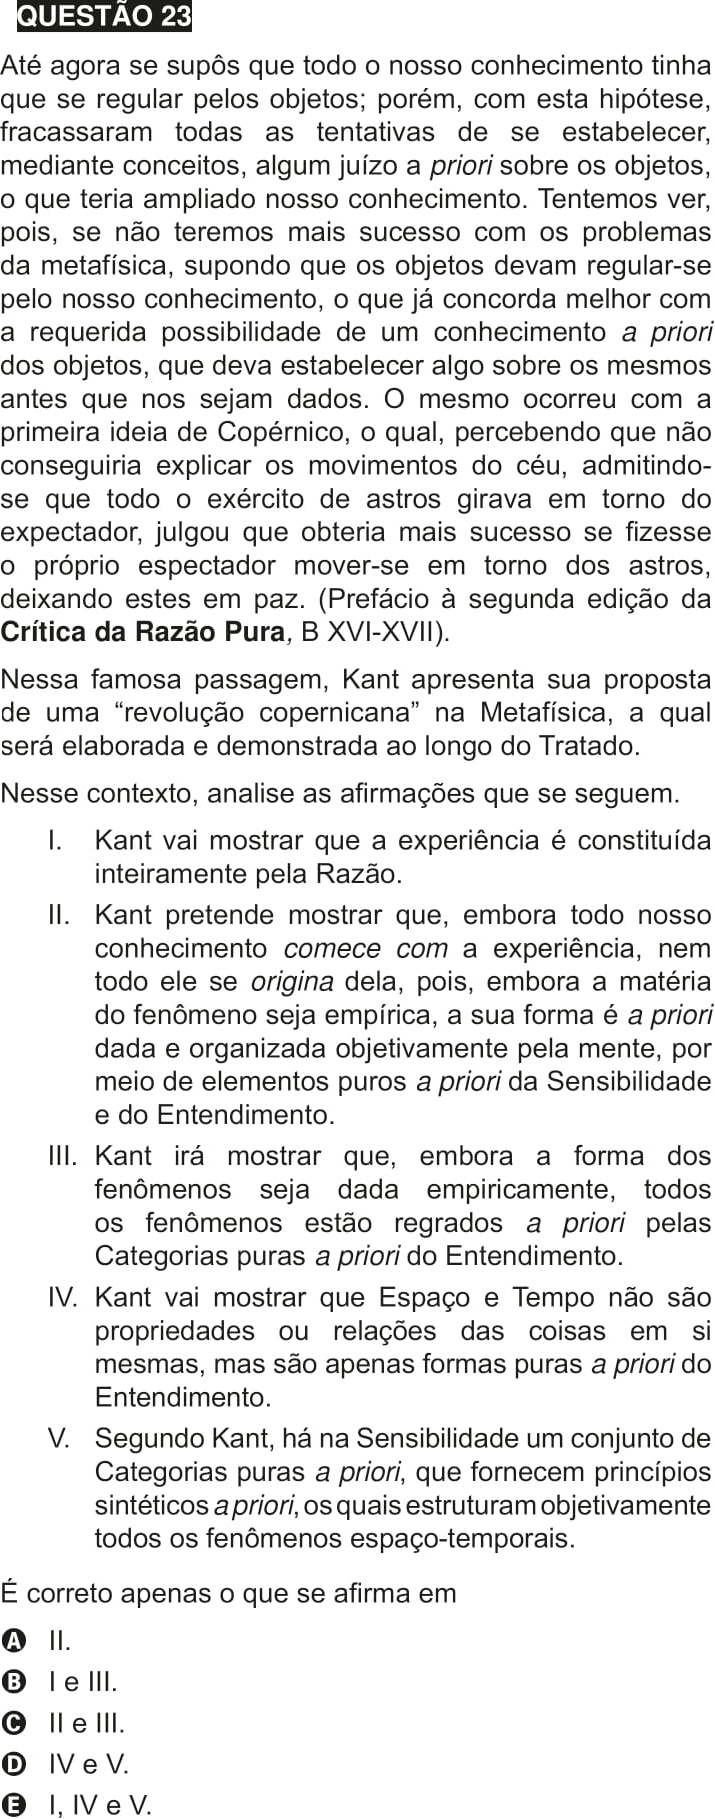 QUESTÃO 23
Até agora se supôs que todo o nosso conhecimento tinha
que se regular pelos objetos; porém, com esta hipótese,
fracassaram todas as tentativas de se estabelecer,
mediante conceitos, algum juízo a priori sobre os objetos,
o que teria ampliado nosso conhecimento. Tentemos ver,
pois, se não teremos mais sucesso com os problemas
da metafísica, supondo que os objetos devam regular-se
pelo nosso conhecimento, o que já concorda melhor com
a requerida possibilidade de um conhecimento a priori
dos objetos, que deva estabelecer algo sobre os mesmos
antes que nos sejam dados. O mesmo ocorreu com a
primeira ideia de Copérnico, o qual, percebendo que não
conseguiria explicar os movimentos do céu, admitindo-
se que todo o exército de astros girava em torno do
expectador, julgou que obteria mais sucesso se fizesse
o próprio espectador mover-se em torno dos astros,
deixando estes em paz. (Prefácio à segunda edição da
Crítica da Razão Pura, B XVI-XVII).
Nessa famosa passagem, Kant apresenta sua proposta
de uma “revolução copernicana” na Metafísica, a qual
será elaborada e demonstrada ao longo do Tratado.
Nesse contexto, analise as afirmações que se seguem.
I. Kant vai mostrar que a experiência é constituída
inteiramente pela Razão.
II. Kant pretende mostrar que, embora todo nosso
conhecimento comece com a experiência, nem
todo ele se origina dela, pois, embora a matéria
do fenômeno seja empírica, a sua forma é a priori
dada e organizada objetivamente pela mente, por
meio de elementos puros a priori da Sensibilidade
e do Entendimento.
III. Kant irá mostrar que, embora a forma dos
fenômenos seja dada empiricamente, todos
os fenômenos estão regrados a priori pelas
Categorias puras a priori do Entendimento.
IV. Kant vai mostrar que Espaço e Tempo não são
propriedades ou relações das coisas em si
mesmas, mas são apenas formas puras a priori do
Entendimento.
V. Segundo Kant, há na Sensibilidade um conjunto de
Categorias puras a priori, que fornecem princípios
sintéticos a priori, os quais estruturam objetivamente
todos os fenômenos espaço-temporais.
É correto apenas o que se afirma em
A II.
B I e III.
C II e III.
D IV e V.
E I, IV e V.